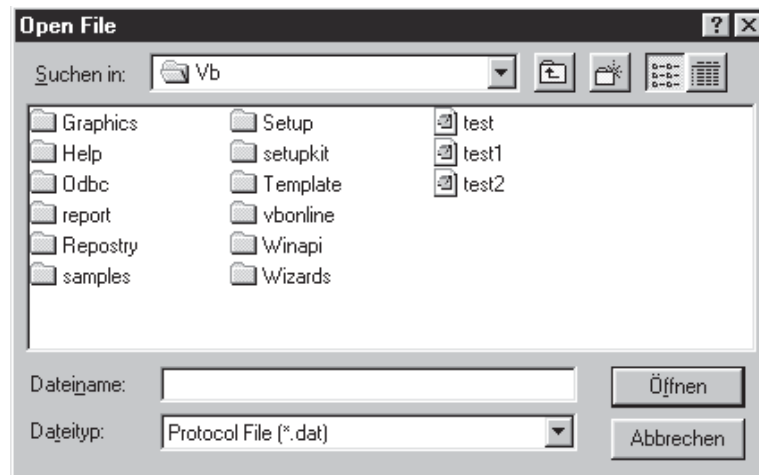 Open File
Suchen in: Vb
Graphics Setup test
Help setupkit test1
Odbc Template test2
report vbonline
Repostry Winapi
samples Wizards
Dateiname: Öffnen
Dateityp: Protocol File (*.dat) Abbrechen